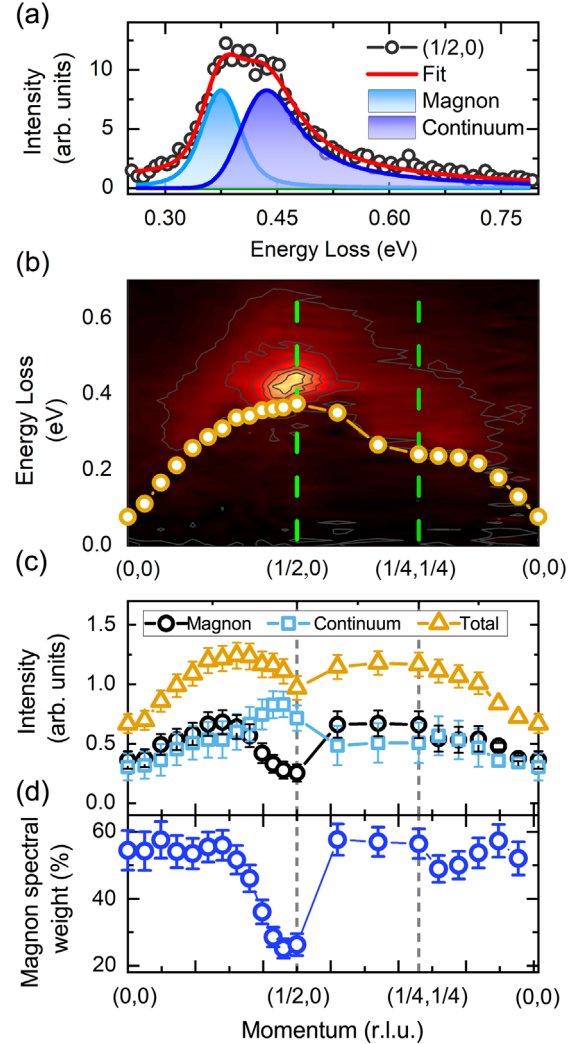 (a)
Intensity
(arb. units)
10
5
0
(1/2,0)
Fit
Magnon
Continuum
0.30 0.45 0.60 0.75
Energy Loss (eV)
(b)
Energy Loss
(eV)
0.6
0.4
0.2
0.0
(0,0) (1/2,0) (1/4,1/4) (0,0)
(c)
Intensity
(arb. units)
1.5
1.0
0.5
0.0
Magnon Continuum Total
(d)
Magnon spectral
weight (%)
60
40
20
(0,0) (1/2,0) (1/4,1/4) (0,0)
Momentum (r.l.u.)